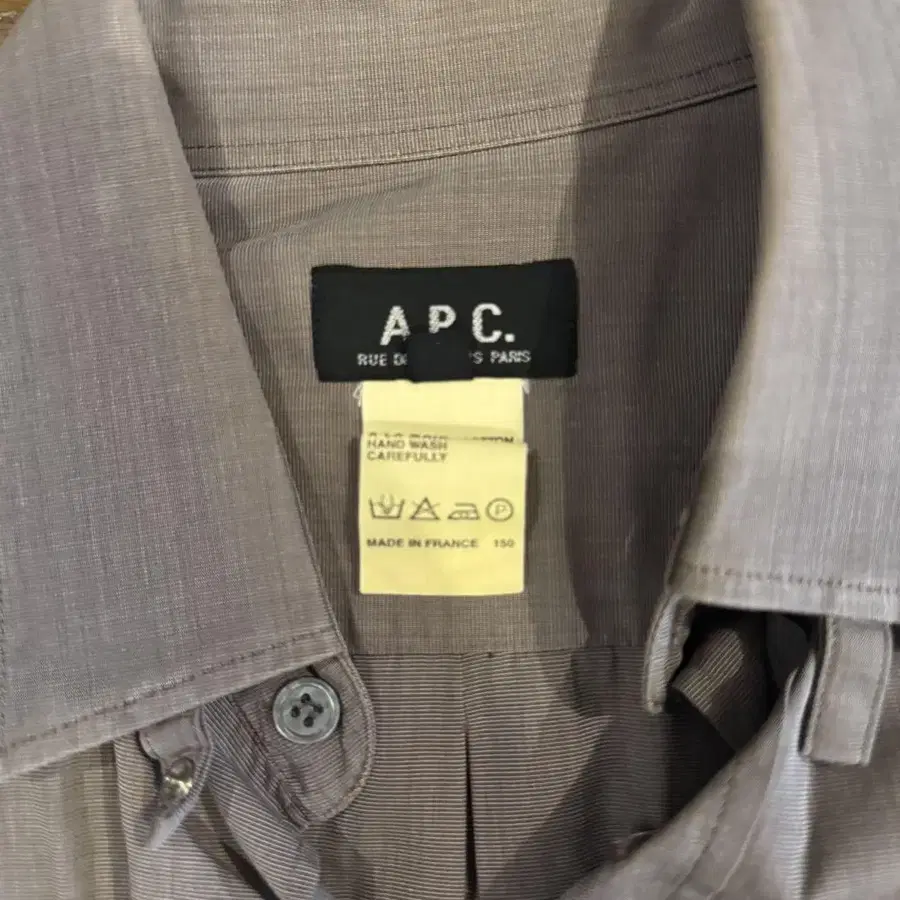 A.P.C.
RUE PARIS
HAND WASH
CAREFULLY
P
MADE IN FRANCE 150